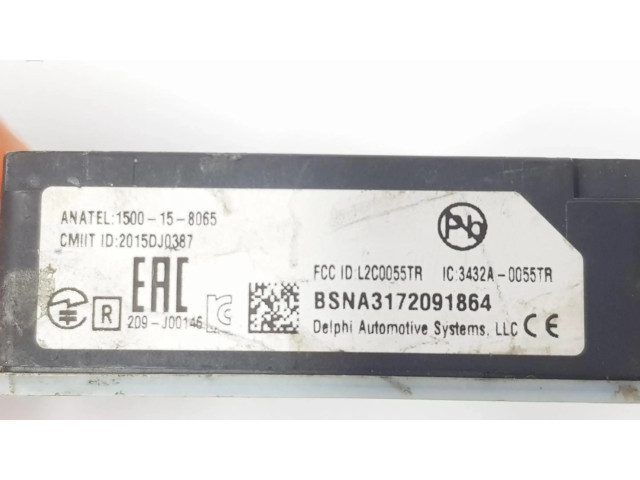 ANATEL:1500-15-8065
CMIIT ID:2015DJ0387
Pb
FCC ID:L2C0055TR IC:3432A-0055TR
EAC
R 209-J00146
BSNA3172091864
Delphi Automotive Systems, LLC CE